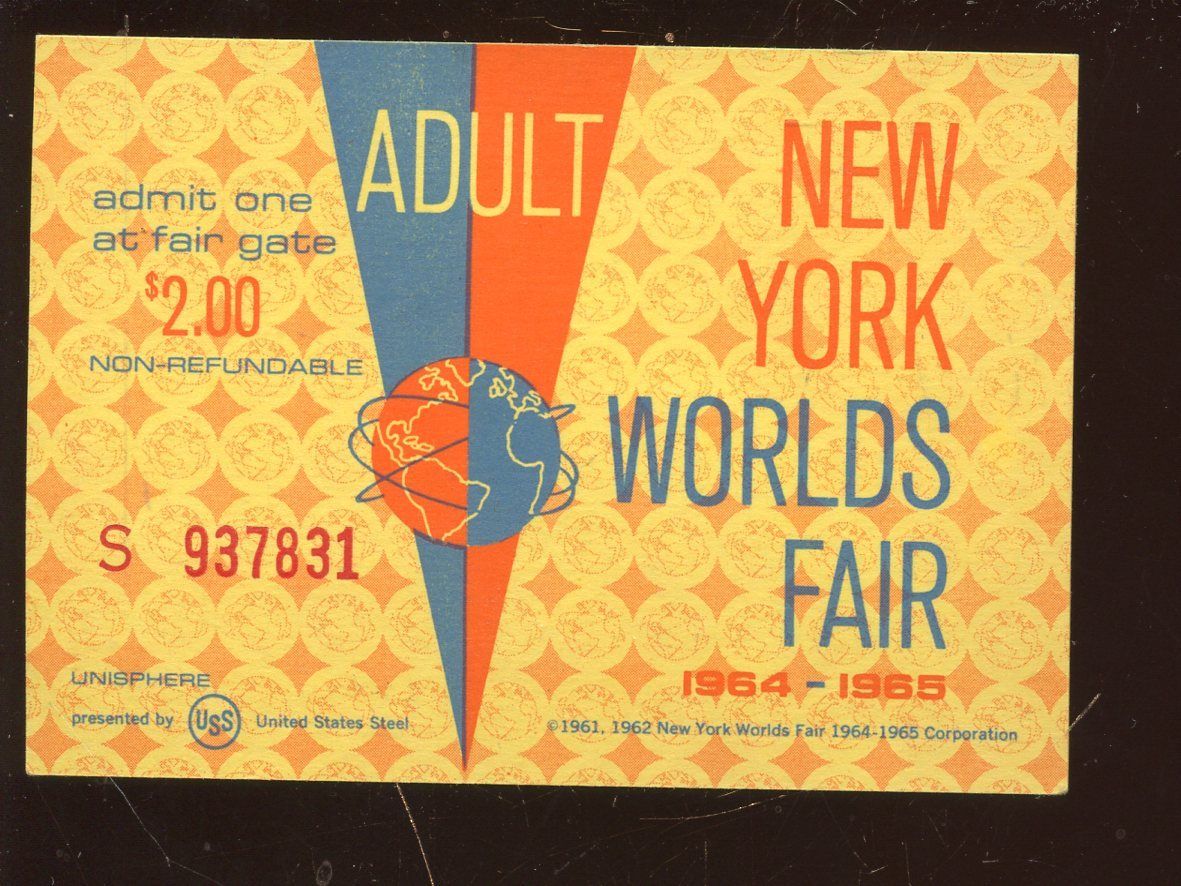 ADULT
admit one
at fair gate
$2.00
NON-REFUNDABLE
NEW
YORK
WORLDS
FAIR
1964-1965
S 937831
UNISPHERE
presented by USS United States Steel
©1961, 1962 New York Worlds Fair 1964-1965 Corporation